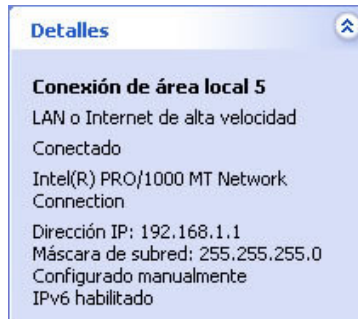 Detalles
Conexión de área local 5
LAN o Internet de alta velocidad
Conectado
Intel(R) PRO/1000 MT Network
Connection
Dirección IP: 192.168.1.1
Máscara de subred: 255.255.255.0
Configurado manualmente
IPv6 habilitado